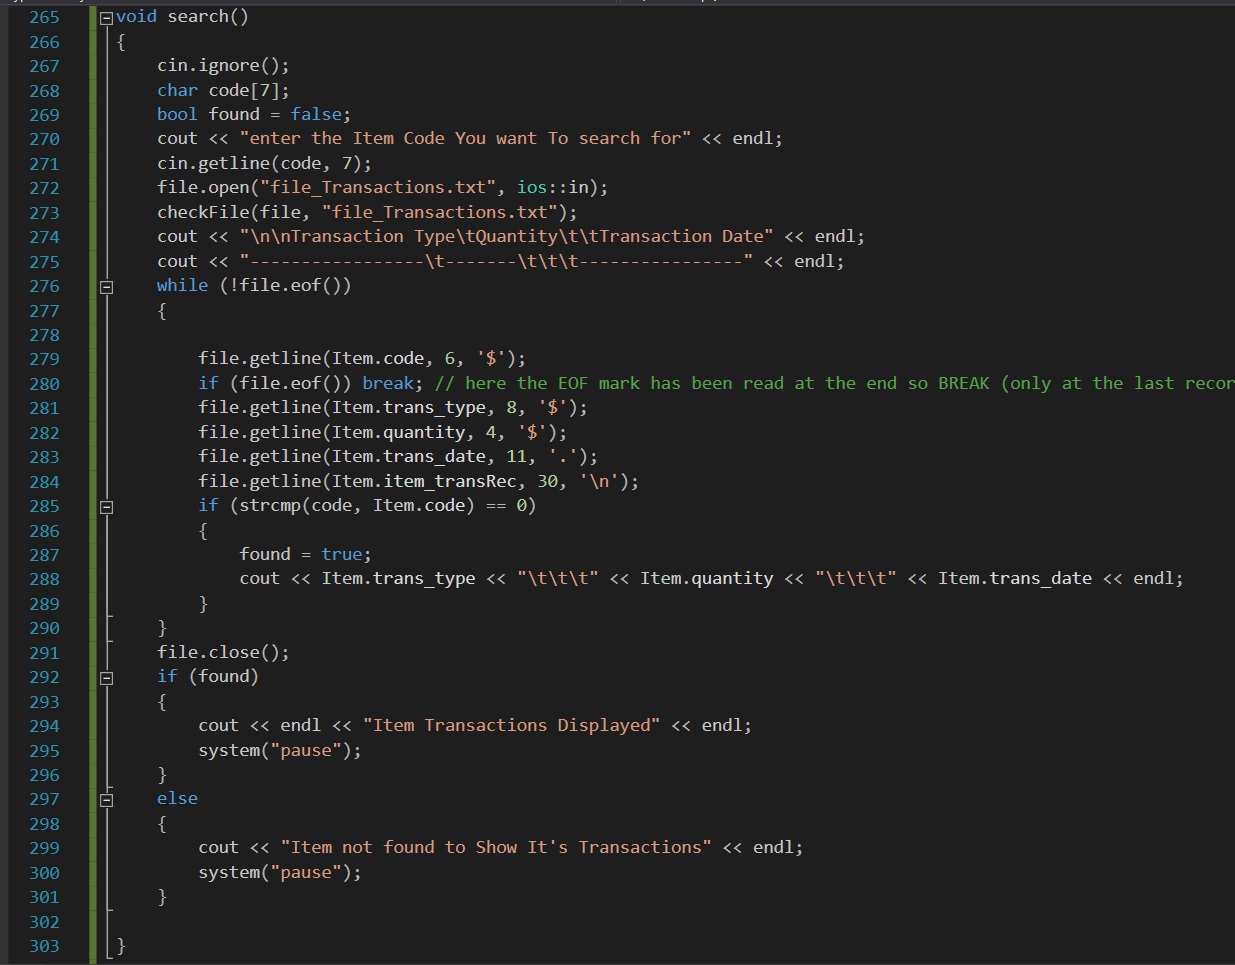 265 void search()
266 {
267 cin.ignore();
268 char code[7];
269 bool found = false;
270 cout << "enter the Item Code You want To search for" << endl;
271 cin.getline(code, 7);
272 file.open("file_Transactions.txt", ios::in);
273 checkFile(file, "file_Transactions.txt");
274 cout << "\n\nTransaction Type\tQuantity\t\tTransaction Date" << endl;
275 cout << "-----------------\t-------\t\t\t----------------" << endl;
276 while (!file.eof())
277 {
278
279 file.getline(Item.code, 6, '$');
280 if (file.eof()) break; // here the EOF mark has been read at the end so BREAK (only at the last recor
281 file.getline(Item.trans_type, 8, '$');
282 file.getline(Item.quantity, 4, '$');
283 file.getline(Item.trans_date, 11, '.');
284 file.getline(Item.item_transRec, 30, '\n');
285 if (strcmp(code, Item.code) == 0)
286 {
287 found = true;
288 cout << Item.trans_type << "\t\t\t" << Item.quantity << "\t\t\t" << Item.trans_date << endl;
289 }
290 }
291 file.close();
292 if (found)
293 {
294 cout << endl << "Item Transactions Displayed" << endl;
295 system("pause");
296 }
297 else
298 {
299 cout << "Item not found to Show It's Transactions" << endl;
300 system("pause");
301 }
302
303 }